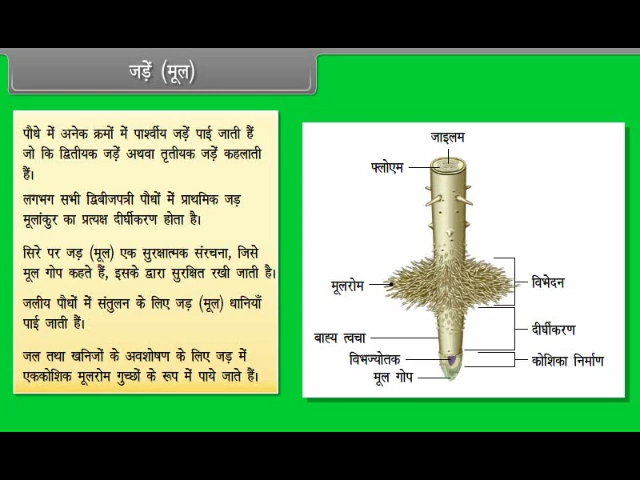 जड़ें (मूल)
पौधे में अनेक क्रमों में पार्श्वीय जड़ें पाई जाती हैं
जो कि द्वितीयक जड़ें अथवा तृतीयक जड़ें कहलाती
हैं।
लगभग सभी द्विबीजपत्री पौधों में प्राथमिक जड़
मूलांकुर का प्रत्यक्ष दीर्घीकरण होता है।
सिरे पर जड़ (मूल) एक सुरक्षात्मक संरचना, जिसे
मूल गोप कहते हैं, इसके द्वारा सुरक्षित रखी जाती है।
जलीय पौधों में संतुलन के लिए जड़ (मूल) धानियाँ
पाई जाती हैं।
जल तथा खनिजों के अवशोषण के लिए जड़ में
एककोशिक मूलरोम गुच्छों के रूप में पाये जाते हैं।
जाइलम
फ्लोएम
मूलरोम
विभेदन
दीर्घीकरण
बाह्य त्वचा
विभज्योतक
कोशिका निर्माण
मूल गोप